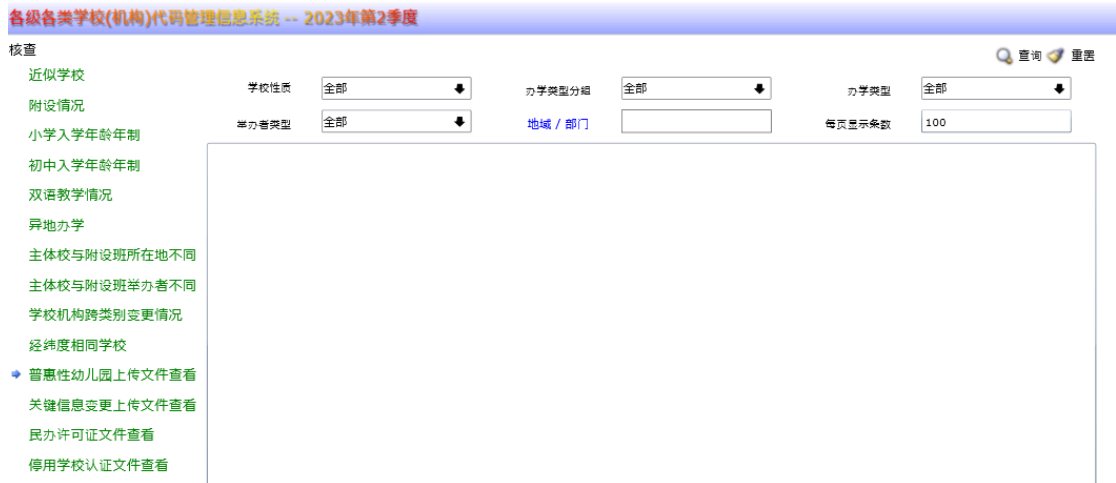 各级各类学校(机构)代码管理信息系统 -- 2023年第2季度
核查
查询 重置
近似学校
附设情况
小学入学年龄年制
初中入学年龄年制
双语教学情况
异地办学
主体校与附设班所在地不同
主体校与附设班举办者不同
学校机构跨类别变更情况
经纬度相同学校
普惠性幼儿园上传文件查看
关键信息变更上传文件查看
民办许可证文件查看
停用学校认证文件查看
学校性质 全部 办学类型分组 全部 办学类型 全部
举办者类型 全部 地域 / 部门 每页显示条数 100